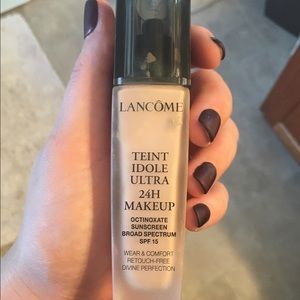 LANCÔME
TEINT
IDOLE
ULTRA
24H
MAKEUP
OCTINOXATE
SUNSCREEN
BROAD SPECTRUM
SPF 15
WEAR & COMFORT
RETOUCH-FREE
DIVINE PERFECTION